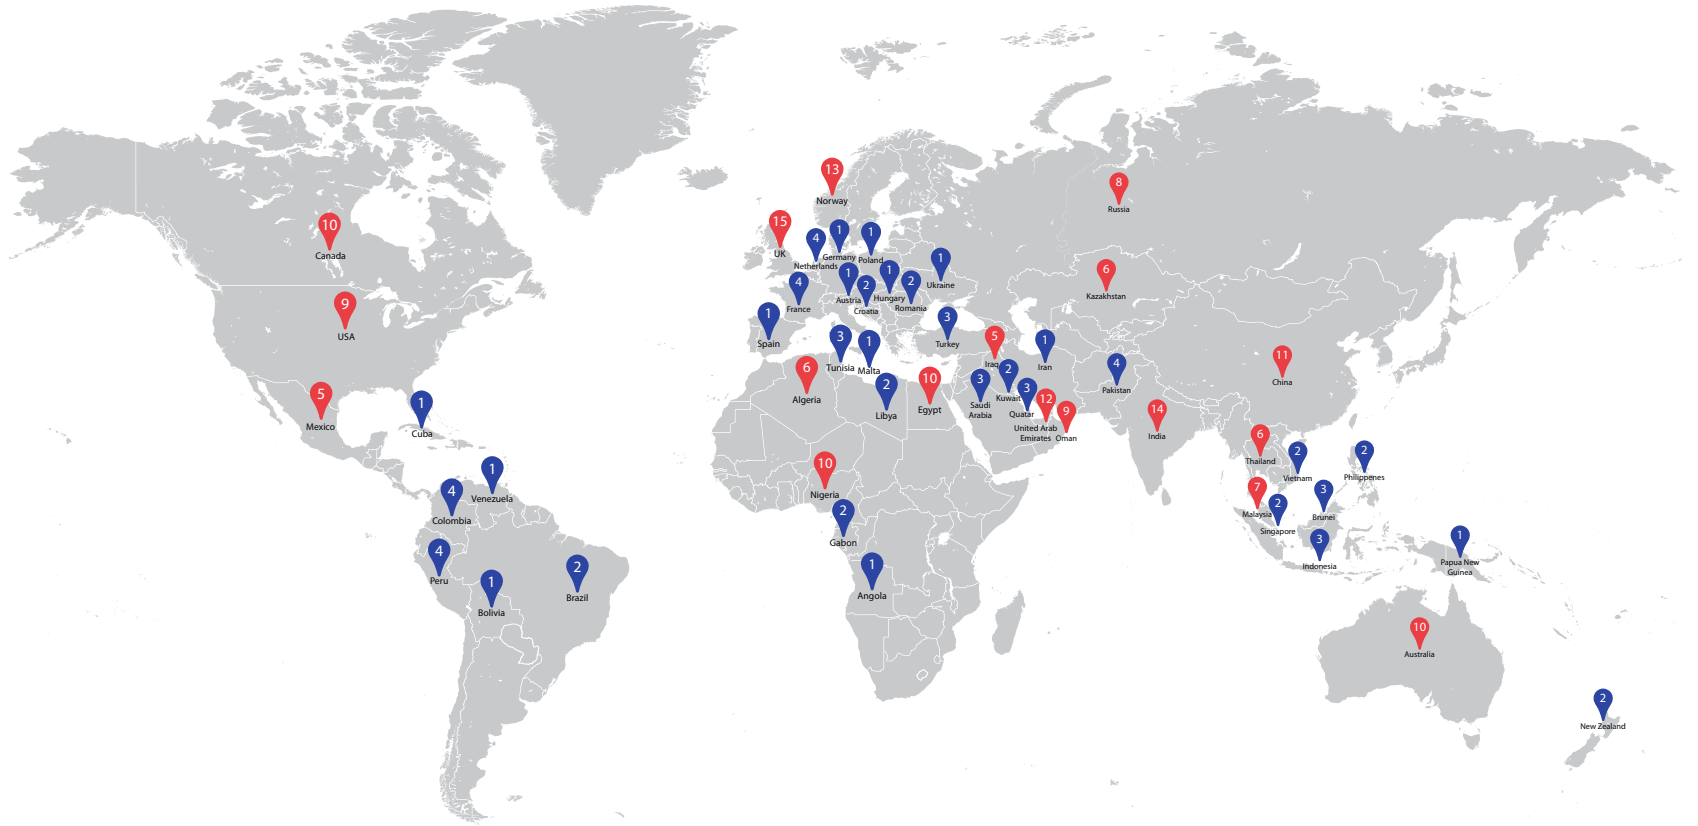 13
Norway
8
Russia
10
Canada
15
UK
4
Netherlands
1
Germany
1
Poland
1
Ukraine
6
Kazakhstan
4
France
1
Austria
2
Croatia
1
Hungary
2
Romania
9
USA
1
Spain
3
Tunisia
1
Malta
3
Turkey
5
Iraq
1
Iran
4
Pakistan
11
China
5
Mexico
1
Cuba
6
Algeria
2
Libya
10
Egypt
3
Saudi
Arabia
2
Kuwait
3
Quatar
12
United Arab
Emirates
9
Oman
14
India
6
Thailand
2
Vietnam
2
Philippenes
1
Venezuela
4
Colombia
10
Nigeria
2
Gabon
7
Malaysia
2
Singapore
3
Brunei
3
Indonesia
1
Papua New
Guinea
4
Peru
1
Bolivia
2
Brazil
1
Angola
10
Australia
2
New Zealand